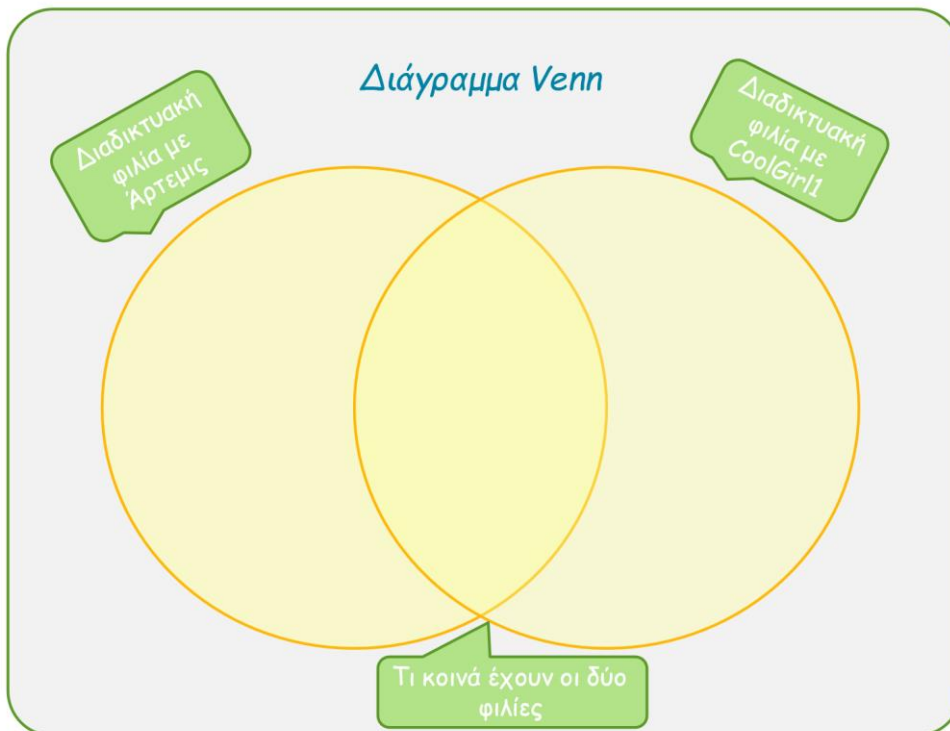 Διάγραμμα Venn
Διαδικτυακή
φιλία με
Άρτεμις
Διαδικτυακή
φιλία με
CoolGirl1
Τι κοινά έχουν οι δύο
φιλίες